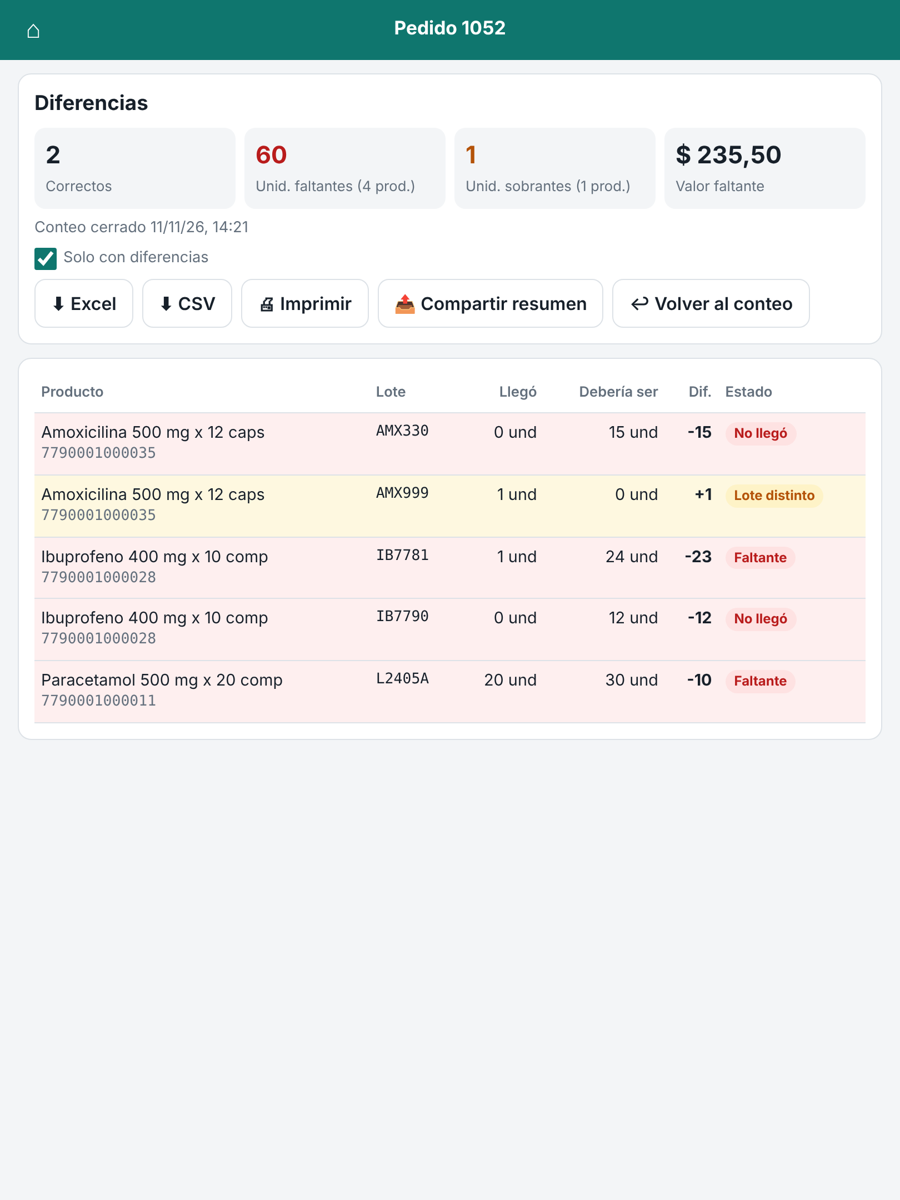 Pedido 1052
Diferencias
2
Correctos
60
Unid. faltantes (4 prod.)
1
Unid. sobrantes (1 prod.)
$ 235,50
Valor faltante
Conteo cerrado 11/11/26, 14:21
Solo con diferencias
⬇ Excel
⬇ CSV
🖨 Imprimir
📤 Compartir resumen
↩ Volver al conteo
Producto Lote Llegó Debería ser Dif. Estado
Amoxicilina 500 mg x 12 caps AMX330 0 und 15 und -15 No llegó
7790001000035
Amoxicilina 500 mg x 12 caps AMX999 1 und 0 und +1 Lote distinto
7790001000035
Ibuprofeno 400 mg x 10 comp IB7781 1 und 24 und -23 Faltante
7790001000028
Ibuprofeno 400 mg x 10 comp IB7790 0 und 12 und -12 No llegó
7790001000028
Paracetamol 500 mg x 20 comp L2405A 20 und 30 und -10 Faltante
7790001000011